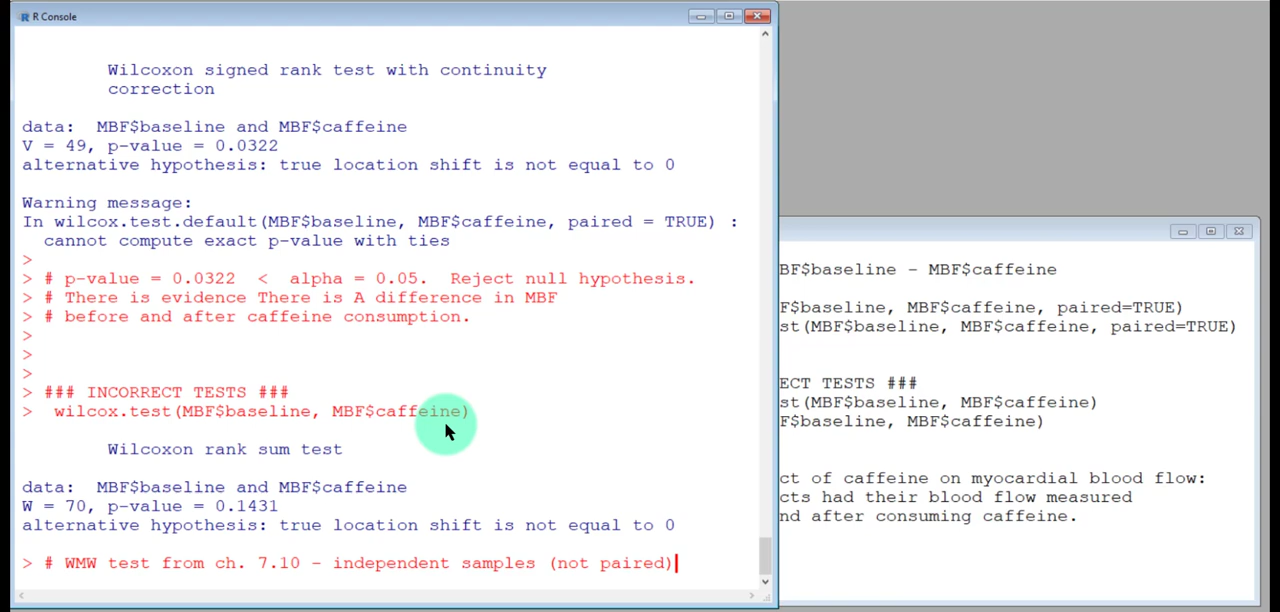 R Console
Wilcoxon signed rank test with continuity
correction
data:  MBF$baseline and MBF$caffeine
V = 49, p-value = 0.0322
alternative hypothesis: true location shift is not equal to 0
Warning message:
In wilcox.test.default(MBF$baseline, MBF$caffeine, paired = TRUE) :
cannot compute exact p-value with ties
>
> # p-value = 0.0322  <  alpha = 0.05.  Reject null hypothesis.
> # There is evidence There is A difference in MBF
> # before and after caffeine consumption.
>
>
>
> ### INCORRECT TESTS ###
>  wilcox.test(MBF$baseline, MBF$caffeine)
Wilcoxon rank sum test
data:  MBF$baseline and MBF$caffeine
W = 70, p-value = 0.1431
alternative hypothesis: true location shift is not equal to 0
> # WMW test from ch. 7.10 - independent samples (not paired)
BF$baseline - MBF$caffeine
F$baseline, MBF$caffeine, paired=TRUE)
st(MBF$baseline, MBF$caffeine, paired=TRUE)
ECT TESTS ###
st(MBF$baseline, MBF$caffeine)
F$baseline, MBF$caffeine)
ct of caffeine on myocardial blood flow:
cts had their blood flow measured
nd after consuming caffeine.